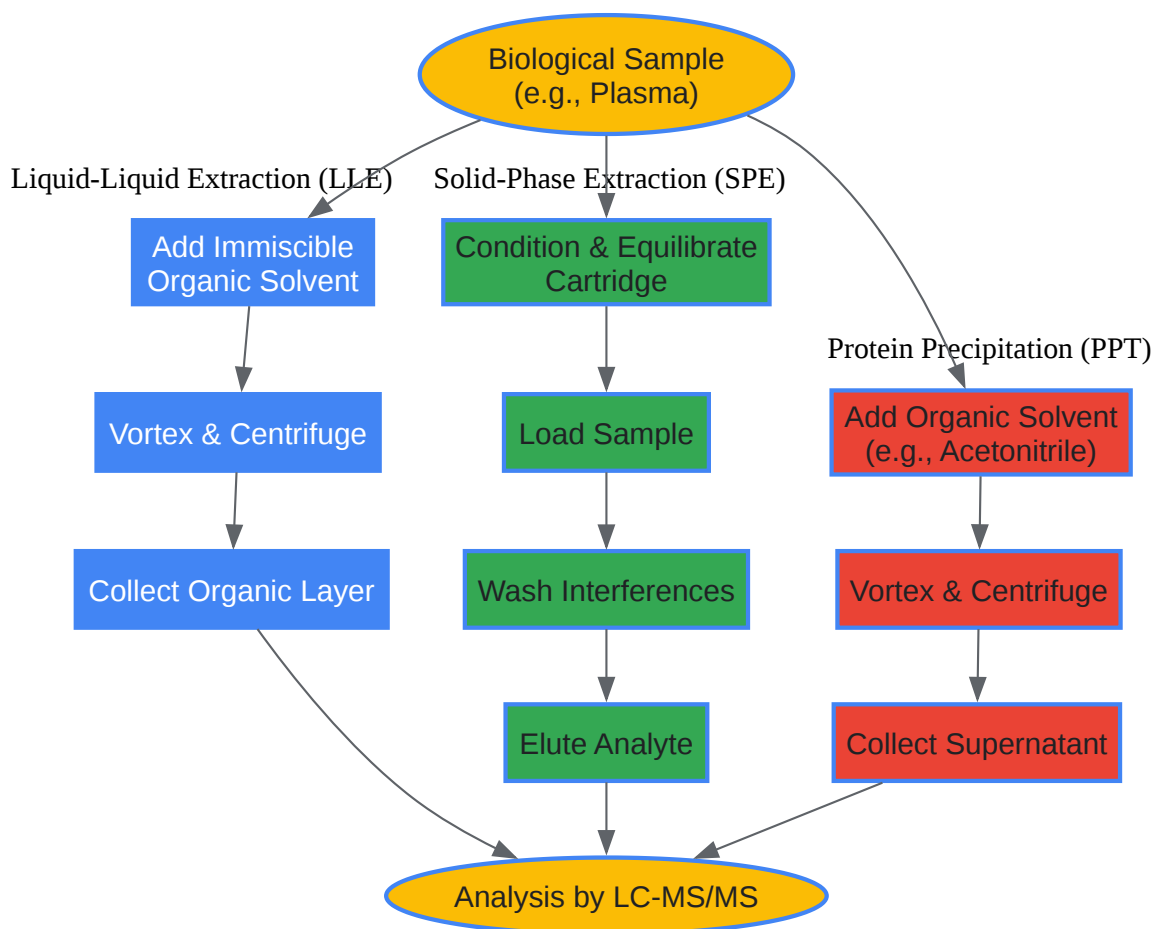 Biological Sample
(e.g., Plasma)
Liquid-Liquid Extraction (LLE)
Solid-Phase Extraction (SPE)
Add Immiscible
Organic Solvent
Condition & Equilibrate
Cartridge
Protein Precipitation (PPT)
Vortex & Centrifuge
Load Sample
Add Organic Solvent
(e.g., Acetonitrile)
Collect Organic Layer
Wash Interferences
Vortex & Centrifuge
Elute Analyte
Collect Supernatant
Analysis by LC-MS/MS